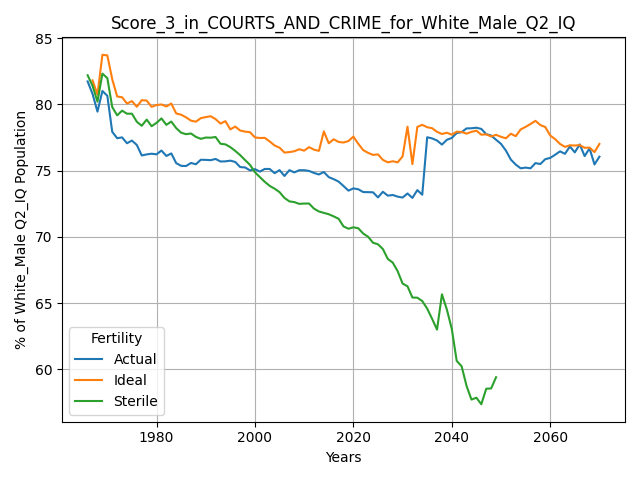 Score_3_in_COURTS_AND_CRIME_for_White_Male_Q2_IQ
% of White_Male Q2_IQ Population
85
80
75
70
65
60
Fertility
Actual
Ideal
Sterile
1980
2000
2020
2040
2060
Years